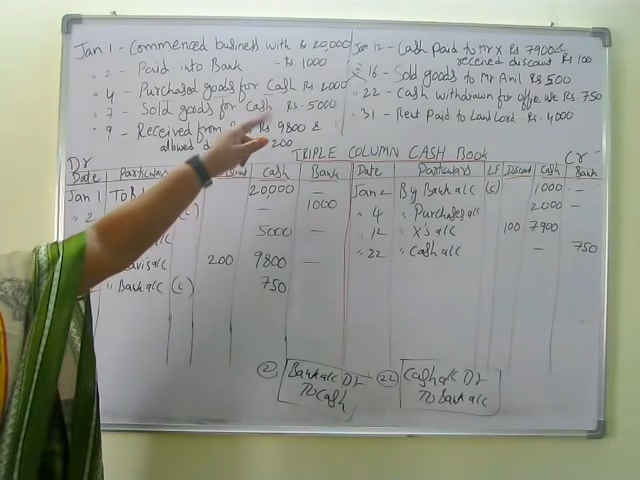 Jan 1 - Commenced business with Rs 20,000
" 2 - Paid into Bank - Rs 1000
" 4 - Purchased goods for Cash Rs 2000
" 7 - Sold goods for Cash Rs. 5000
" 9 - Received from Rs 9800 &
allowed d 200
Jan 12 - Cash Paid to Mr X Rs 7900 &
received discount Rs 100
16 - Sold goods to Mr Anil Rs 500
" 22 - Cash withdrawn for office use Rs. 750
" 31 - Rent Paid to LandLord Rs. 4000
TRIPLE COLUMN CASH BOOK
Dr Cr
Date Particulars Cash Bank Date Particulars LF Discount Cash Bank
Jan 1 To 20,000 — Jan 2 By Bank a/c (c) 1000 —
" 2 (c) — 1000 " 4 " Purchases a/c 2000 —
a/c 5000 — " 12 " X's a/c 100 7900
a/c 200 9800 — " 22 " Cash a/c — 750
" Bank a/c (c) 750
② Bank a/c Dr
To Cash
㉒ Cash a/c Dr
To Bank a/c